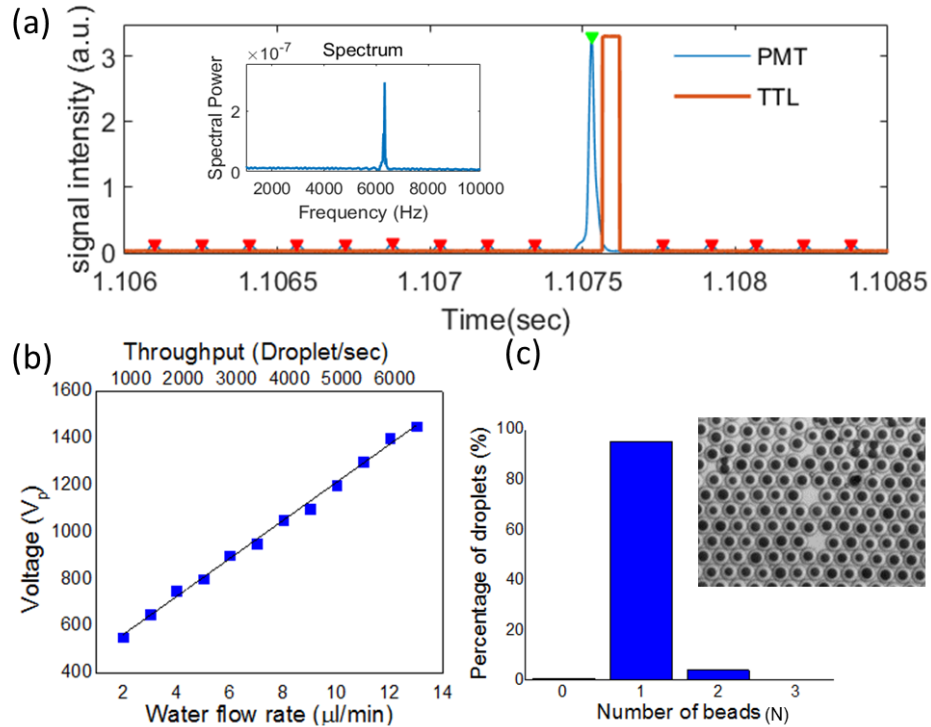 (a)
signal intensity (a.u.)
3
2
1
0
×10⁻⁷
Spectrum
Spectral Power
2
0
2000 4000 6000 8000 10000
Frequency (Hz)
PMT
TTL
1.106 1.1065 1.107 1.1075 1.108 1.1085
Time(sec)
(b)
Throughput (Droplet/sec)
1000 2000 3000 4000 5000 6000
Voltage (Vₚ)
1600
1400
1200
1000
800
600
400
2 4 6 8 10 12 14
Water flow rate (μl/min)
(c)
Percentage of droplets (%)
100
80
60
40
20
0
0 1 2 3
Number of beads (N)